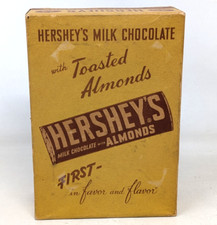 HERSHEY'S MILK CHOCOLATE
with Toasted
Almonds
HERSHEY'S
MILK CHOCOLATE WITH ALMONDS
FIRST-
in favor and flavor